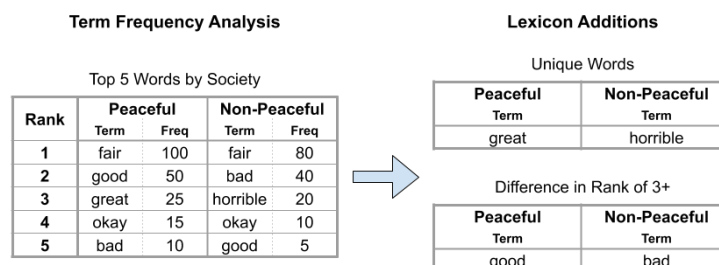 Term Frequency Analysis
Top 5 Words by Society
Rank Peaceful Non-Peaceful
Term Freq Term Freq
1 fair 100 fair 80
2 good 50 bad 40
3 great 25 horrible 20
4 okay 15 okay 10
5 bad 10 good 5
Lexicon Additions
Unique Words
Peaceful Non-Peaceful
Term Term
great horrible
Difference in Rank of 3+
Peaceful Non-Peaceful
Term Term
good bad